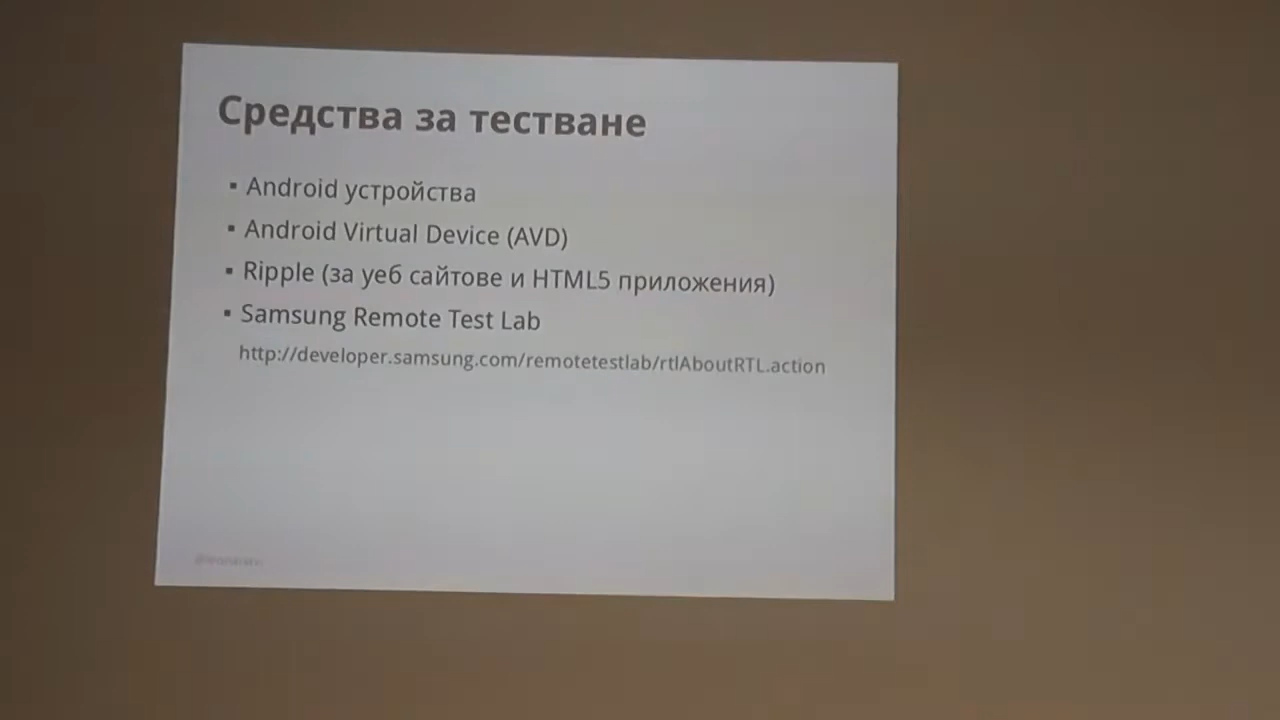 Средства за тестване
▪ Android устройства
▪ Android Virtual Device (AVD)
▪ Ripple (за уеб сайтове и HTML5 приложения)
▪ Samsung Remote Test Lab
http://developer.samsung.com/remotetestlab/rtlAboutRTL.action